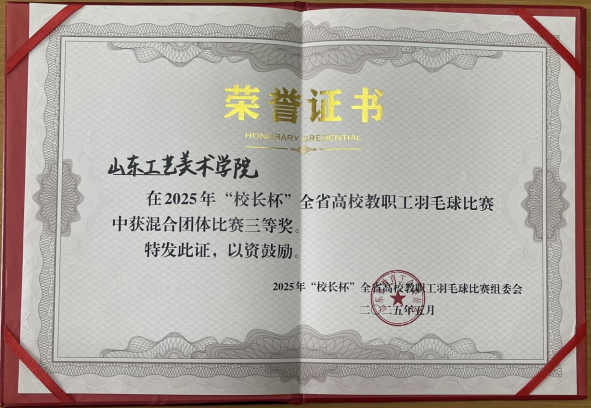 荣誉证书
HONORARY CREDENTIAL
山东工艺美术学院
在2025年“校长杯”全省高校教职工羽毛球比赛
中获混合团体比赛三等奖。
特发此证，以资鼓励。
2025年“校长杯”全省高校教职工羽毛球比赛组委会
二〇二五年五月